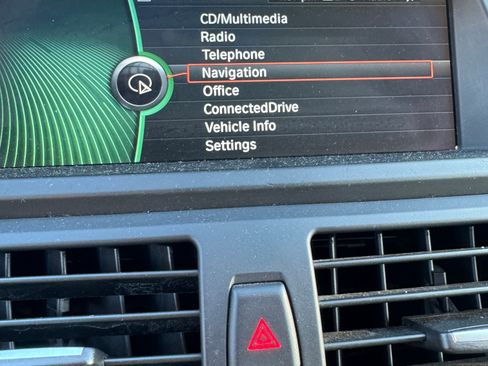 CD/Multimedia
Radio
Telephone
Navigation
Office
ConnectedDrive
Vehicle Info
Settings